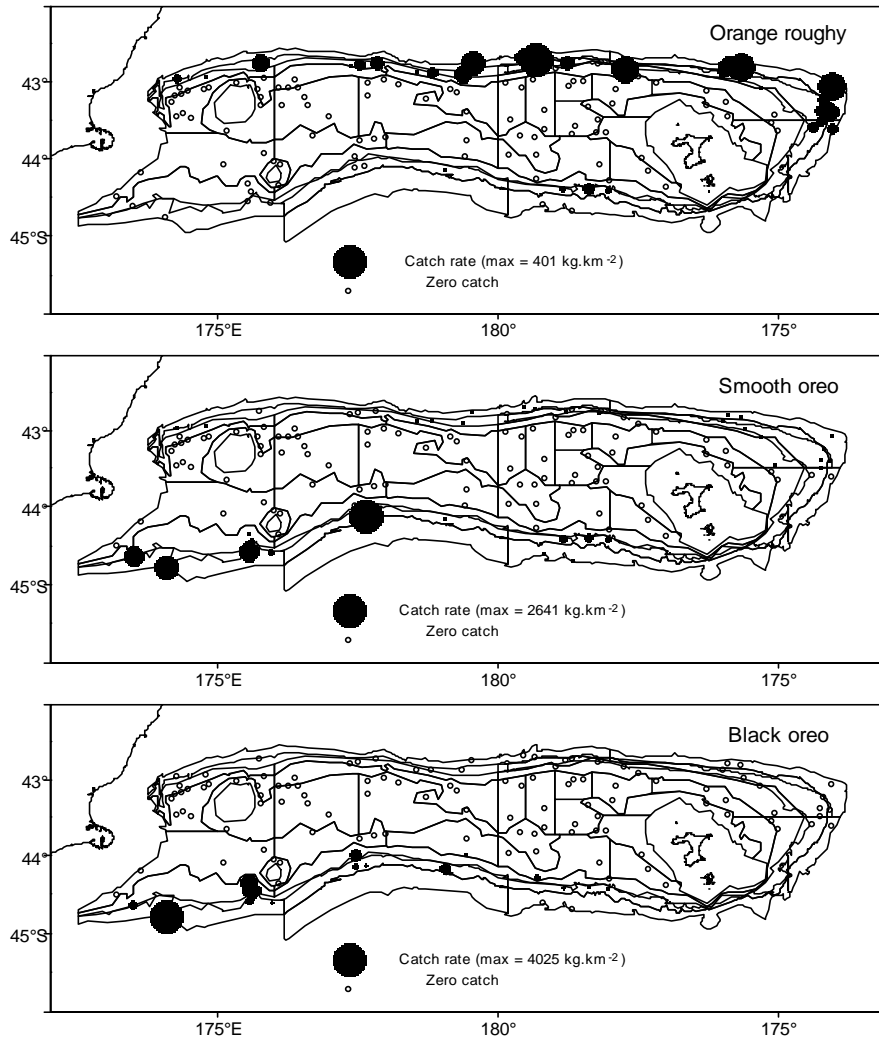 Orange roughy
43°
44°
45°S
Catch rate (max = 401 kg.km-2)
Zero catch
175°E 180° 175°
Smooth oreo
43°
44°
45°S
Catch rate (max = 2641 kg.km-2)
Zero catch
175°E 180° 175°
Black oreo
43°
44°
45°S
Catch rate (max = 4025 kg.km-2)
Zero catch
175°E 180° 175°